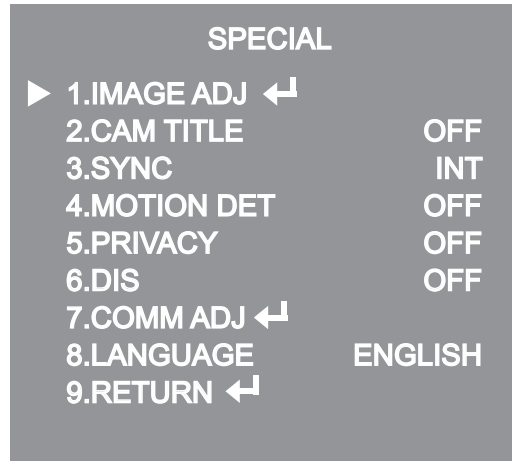 SPECIAL
▶ 1.IMAGE ADJ ↵
2.CAM TITLE OFF
3.SYNC INT
4.MOTION DET OFF
5.PRIVACY OFF
6.DIS OFF
7.COMM ADJ ↵
8.LANGUAGE ENGLISH
9.RETURN ↵